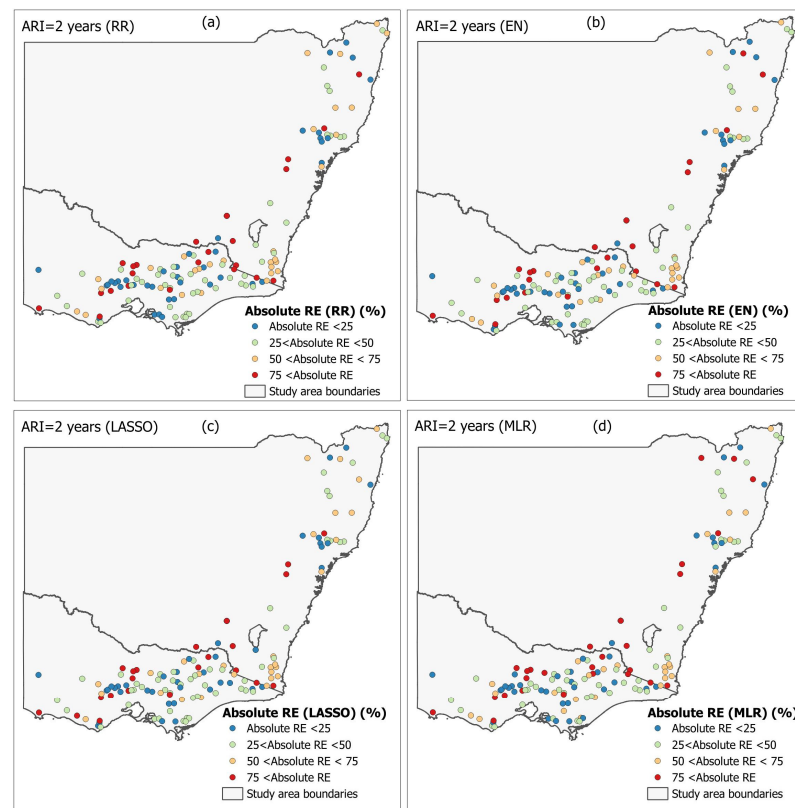 ARI=2 years (RR) (a)
Absolute RE (RR) (%)
Absolute RE <25
25<Absolute RE <50
50 <Absolute RE < 75
75 <Absolute RE
Study area boundaries
ARI=2 years (EN) (b)
Absolute RE (EN) (%)
Absolute RE <25
25<Absolute RE <50
50 <Absolute RE < 75
75 <Absolute RE
Study area boundaries
ARI=2 years (LASSO) (c)
Absolute RE (LASSO) (%)
Absolute RE <25
25<Absolute RE <50
50 <Absolute RE < 75
75 <Absolute RE
Study area boundaries
ARI=2 years (MLR) (d)
Absolute RE (MLR) (%)
Absolute RE <25
25<Absolute RE <50
50 <Absolute RE < 75
75 <Absolute RE
Study area boundaries